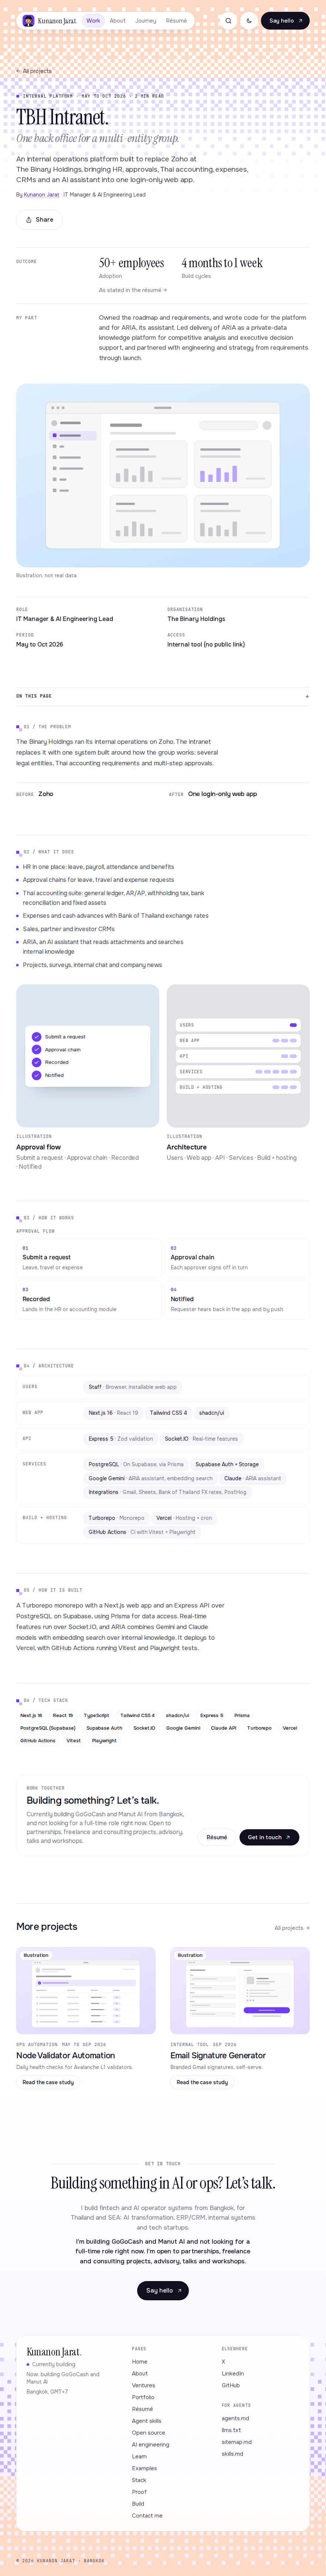 Kunanon Jarat
Work
About
Journey
Résumé
Say hello ↗
← All projects
INTERNAL PLATFORM · MAY TO OCT 2026 · 2 MIN READ
TBH Intranet.
One back office for a multi-entity group.
An internal operations platform built to replace Zoho at
The Binary Holdings, bringing HR, approvals, Thai accounting, expenses,
CRMs and an AI assistant into one login-only web app.
By Kunanon Jarat · IT Manager & AI Engineering Lead
Share
OUTCOME
50+ employees
Adoption
4 months to 1 week
Build cycles
As stated in the résumé →
MY PART
Owned the roadmap and requirements, and wrote code for the platform
and for ARIA, its assistant. Led delivery of ARIA as a private-data
knowledge platform for competitive analysis and executive decision
support, and partnered with engineering and strategy from requirements
through launch.
Illustration, not real data.
ROLE
IT Manager & AI Engineering Lead
ORGANISATION
The Binary Holdings
PERIOD
May to Oct 2026
ACCESS
Internal tool (no public link)
ON THIS PAGE
+
01 / THE PROBLEM
The Binary Holdings ran its internal operations on Zoho. The intranet
replaces it with one system built around how the group works: several
legal entities, Thai accounting requirements and multi-step approvals.
BEFORE Zoho
AFTER One login-only web app
02 / WHAT IT DOES
HR in one place: leave, payroll, attendance and benefits
Approval chains for leave, travel and expense requests
Thai accounting suite: general ledger, AR/AP, withholding tax, bank
reconciliation and fixed assets
Expenses and cash advances with Bank of Thailand exchange rates
Sales, partner and investor CRMs
ARIA, an AI assistant that reads attachments and searches
internal knowledge
Projects, surveys, internal chat and company news
Submit a request
Approval chain
Recorded
Notified
USERS
WEB APP
API
SERVICES
BUILD + HOSTING
ILLUSTRATION
Approval flow
Submit a request · Approval chain · Recorded
· Notified
ILLUSTRATION
Architecture
Users · Web app · API · Services · Build + hosting
03 / HOW IT WORKS
APPROVAL FLOW
01
Submit a request
Leave, travel or expense
02
Approval chain
Each approver signs off in turn
03
Recorded
Lands in the HR or accounting module
04
Notified
Requester hears back in the app and by push
04 / ARCHITECTURE
USERS
Staff · Browser, installable web app
WEB APP
Next.js 16 · React 19
Tailwind CSS 4
shadcn/ui
API
Express 5 · Zod validation
Socket.IO · Real-time features
SERVICES
PostgreSQL · On Supabase, via Prisma
Supabase Auth + Storage
Google Gemini · ARIA assistant, embedding search
Claude · ARIA assistant
Integrations · Gmail, Sheets, Bank of Thailand FX rates, PostHog
BUILD + HOSTING
Turborepo · Monorepo
Vercel · Hosting + cron
GitHub Actions · CI with Vitest + Playwright
05 / HOW IT IS BUILT
A Turborepo monorepo with a Next.js web app and an Express API over
PostgreSQL on Supabase, using Prisma for data access. Real-time
features run over Socket.IO, and ARIA combines Gemini and Claude
models with embedding search over internal knowledge. It deploys to
Vercel, with GitHub Actions running Vitest and Playwright tests.
06 / TECH STACK
Next.js 16
React 19
TypeScript
Tailwind CSS 4
shadcn/ui
Express 5
Prisma
PostgreSQL (Supabase)
Supabase Auth
Socket.IO
Google Gemini
Claude API
Turborepo
Vercel
GitHub Actions
Vitest
Playwright
WORK TOGETHER
Building something? Let's talk.
Currently building GoGoCash and Manut AI from Bangkok,
and not looking for a full-time role right now. Open to
partnerships, freelance and consulting projects, advisory,
talks and workshops.
Résumé
Get in touch ↗
More projects
All projects →
Illustration
OPS AUTOMATION · MAY TO SEP 2026
Node Validator Automation
Daily health checks for Avalanche L1 validators.
Read the case study
Illustration
INTERNAL TOOL · SEP 2026
Email Signature Generator
Branded Gmail signatures, self-serve.
Read the case study
GET IN TOUCH
Building something in AI or ops? Let's talk.
I build fintech and AI operator systems from Bangkok, for
Thailand and SEA: AI transformation, ERP/CRM, internal systems
and tech startups.
I'm building GoGoCash and Manut AI and not looking for a
full-time role right now. I'm open to partnerships, freelance
and consulting projects, advisory, talks and workshops.
Say hello ↗
Kunanon Jarat.
Currently building
Now: building GoGoCash and
Manut AI
Bangkok, GMT+7
PAGES
Home
About
Ventures
Portfolio
Résumé
Agent skills
Open source
AI engineering
Learn
Examples
Stack
Proof
Build
Contact me
ELSEWHERE
X
LinkedIn
GitHub
FOR AGENTS
agents.md
llms.txt
sitemap.md
skills.md
© 2026 KUNANON JARAT · BANGKOK